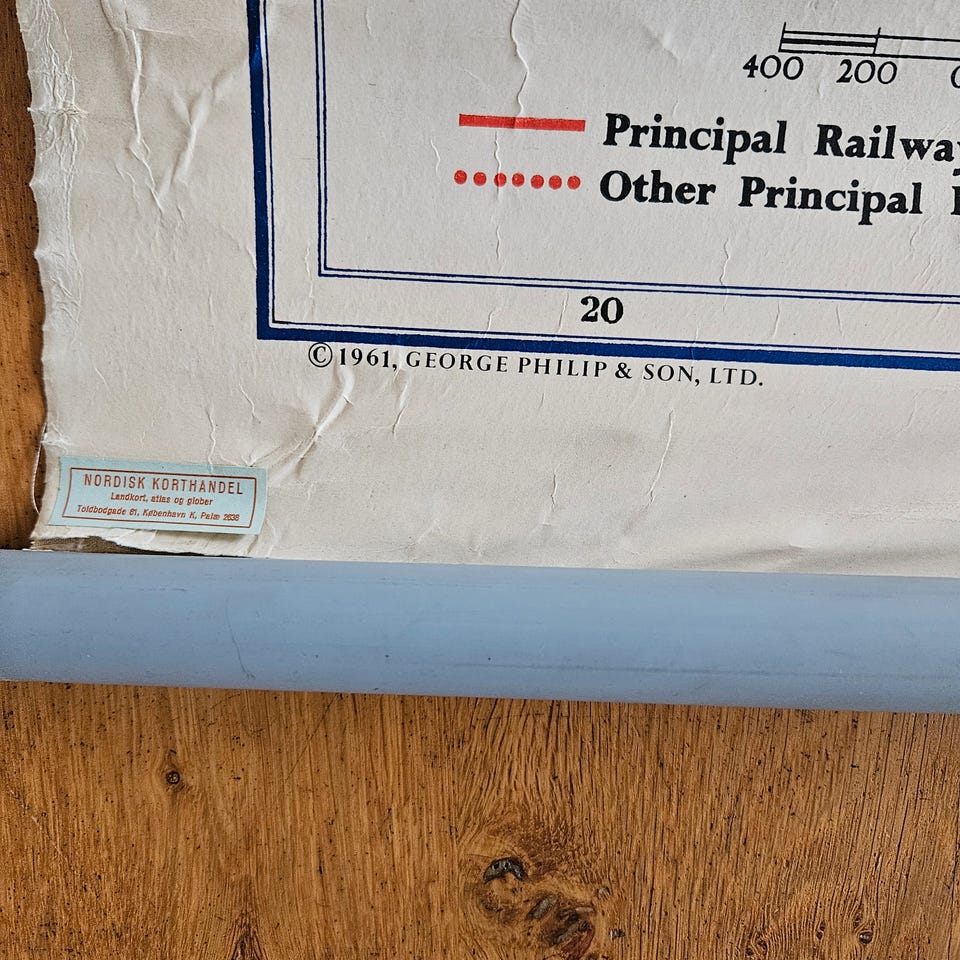 400 200
Principal Railway
Other Principal
20
© 1961, GEORGE PHILIP & SON, LTD.
NORDISK KORTHANDEL
Landkort, atlas og glober
Toldbodgade 61, København K, Palæ 2636